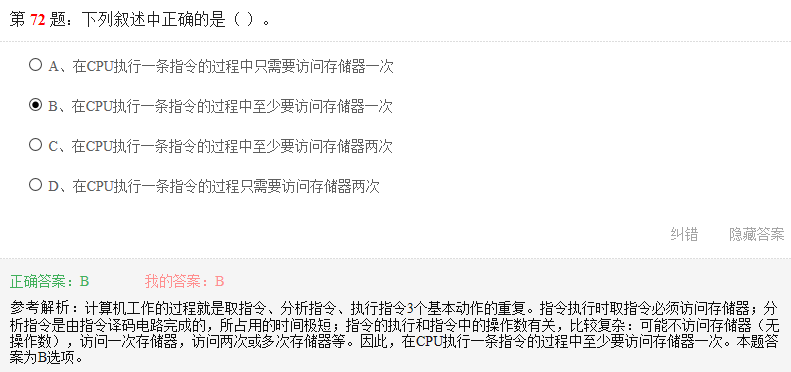 第 72 题：下列叙述中正确的是（ ）。
A、在CPU执行一条指令的过程中只需要访问存储器一次
B、在CPU执行一条指令的过程中至少要访问存储器一次
C、在CPU执行一条指令的过程中至少要访问存储器两次
D、在CPU执行一条指令的过程只需要访问存储器两次
纠错 隐藏答案
正确答案：B 我的答案：B
参考解析：计算机工作的过程就是取指令、分析指令、执行指令3个基本动作的重复。指令执行时取指令必须访问存储器；分
析指令是由指令译码电路完成的，所占用的时间极短；指令的执行和指令中的操作数有关，比较复杂：可能不访问存储器（无
操作数），访问一次存储器，访问两次或多次存储器等。因此，在CPU执行一条指令的过程中至少要访问存储器一次。本题答
案为B选项。